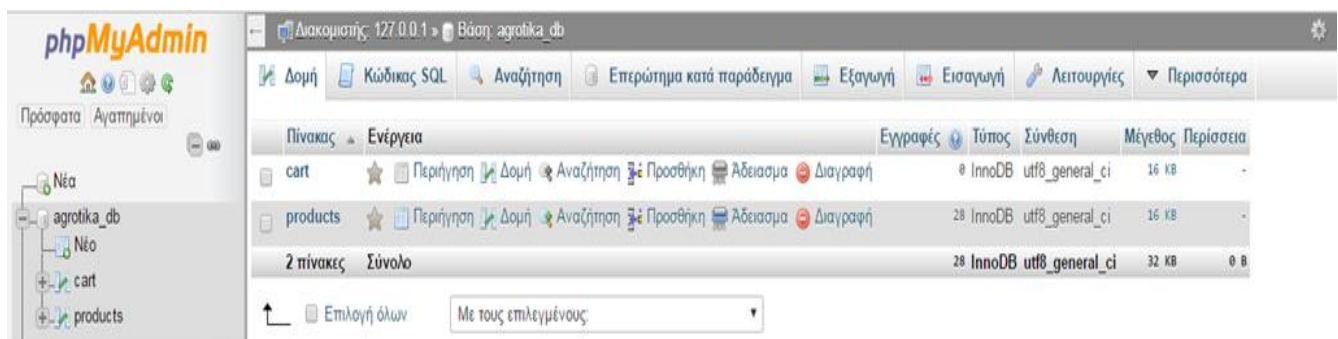 phpMyAdmin
Πρόσφατα Αγαπημένοι
Νέα
agrotika_db
Νέο
cart
products
Διακομιστής: 127.0.0.1 » Βάση: agrotika_db
Δομή Κώδικας SQL Αναζήτηση Επερώτημα κατά παράδειγμα Εξαγωγή Εισαγωγή Λειτουργίες Περισσότερα
Πίνακας Ενέργεια Εγγραφές Τύπος Σύνθεση Μέγεθος Περίσσεια
cart Περιήγηση Δομή Αναζήτηση Προσθήκη Άδειασμα Διαγραφή 0 InnoDB utf8_general_ci 16 KB -
products Περιήγηση Δομή Αναζήτηση Προσθήκη Άδειασμα Διαγραφή 28 InnoDB utf8_general_ci 16 KB -
2 πίνακες Σύνολο 28 InnoDB utf8_general_ci 32 KB 0 B
Επιλογή όλων Με τους επιλεγμένους: